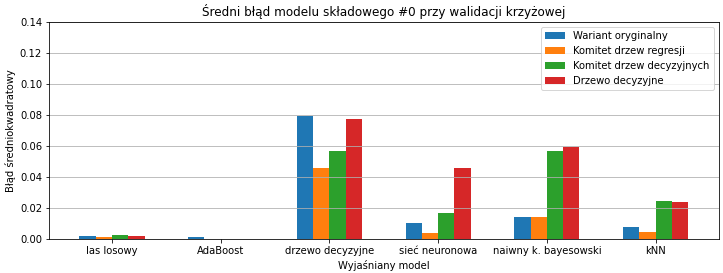 Średni błąd modelu składowego #0 przy walidacji krzyżowej
Błąd średniokwadratowy
0.14
0.12
0.10
0.08
0.06
0.04
0.02
0.00
Wariant oryginalny
Komitet drzew regresji
Komitet drzew decyzyjnych
Drzewo decyzyjne
las losowy
AdaBoost
drzewo decyzyjne
sieć neuronowa
naiwny k. bayesowski
kNN
Wyjaśniany model